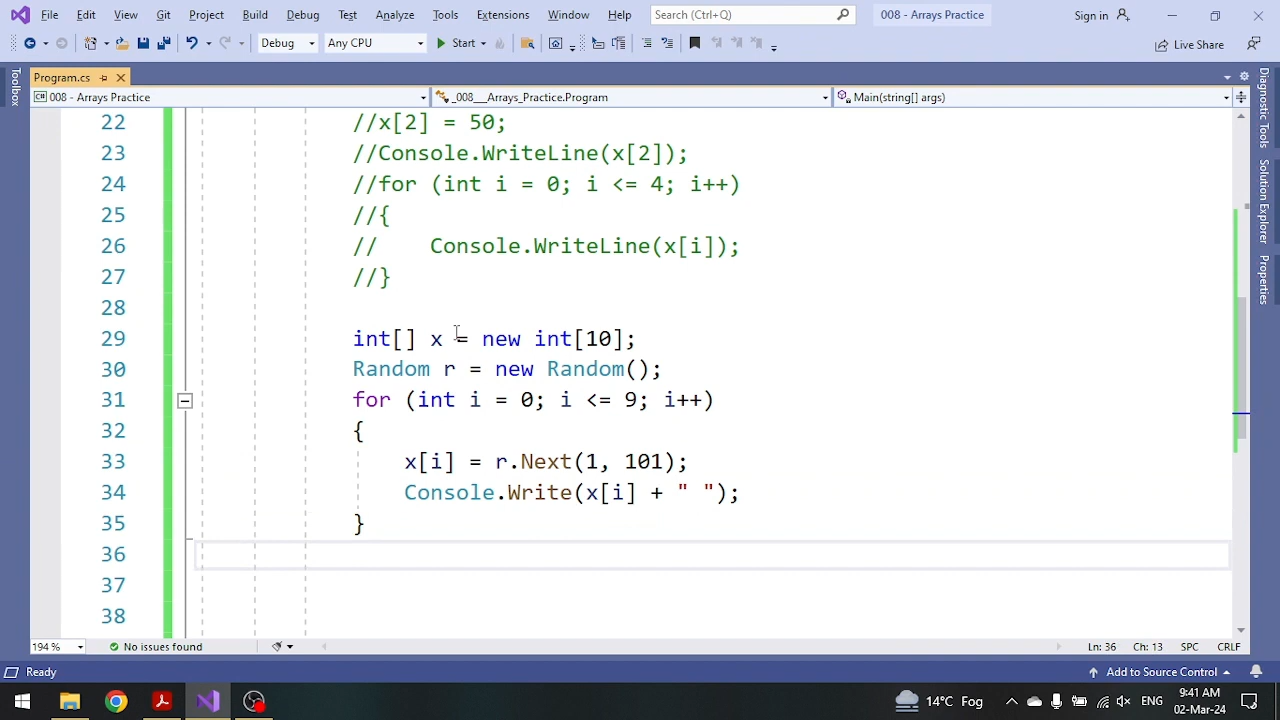 File Edit View Git Project Build Debug Test Analyze Tools Extensions Window Help Search (Ctrl+Q) 008 - Arrays Practice Sign in
Debug Any CPU Start Live Share
Toolbox
Program.cs
C# 008 - Arrays Practice _008___Arrays_Practice.Program Main(string[] args)
22 //x[2] = 50;
23 //Console.WriteLine(x[2]);
24 //for (int i = 0; i <= 4; i++)
25 //{
26 //    Console.WriteLine(x[i]);
27 //}
28
29 int[] x = new int[10];
30 Random r = new Random();
31 for (int i = 0; i <= 9; i++)
32 {
33 x[i] = r.Next(1, 101);
34 Console.Write(x[i] + " ");
35 }
36
37
38
Diagnostic Tools
Solution Explorer
Properties
194 % No issues found Ln: 36 Ch: 13 SPC CRLF
Ready Add to Source Control
14°C Fog ENG 9:41 AM
02-Mar-24